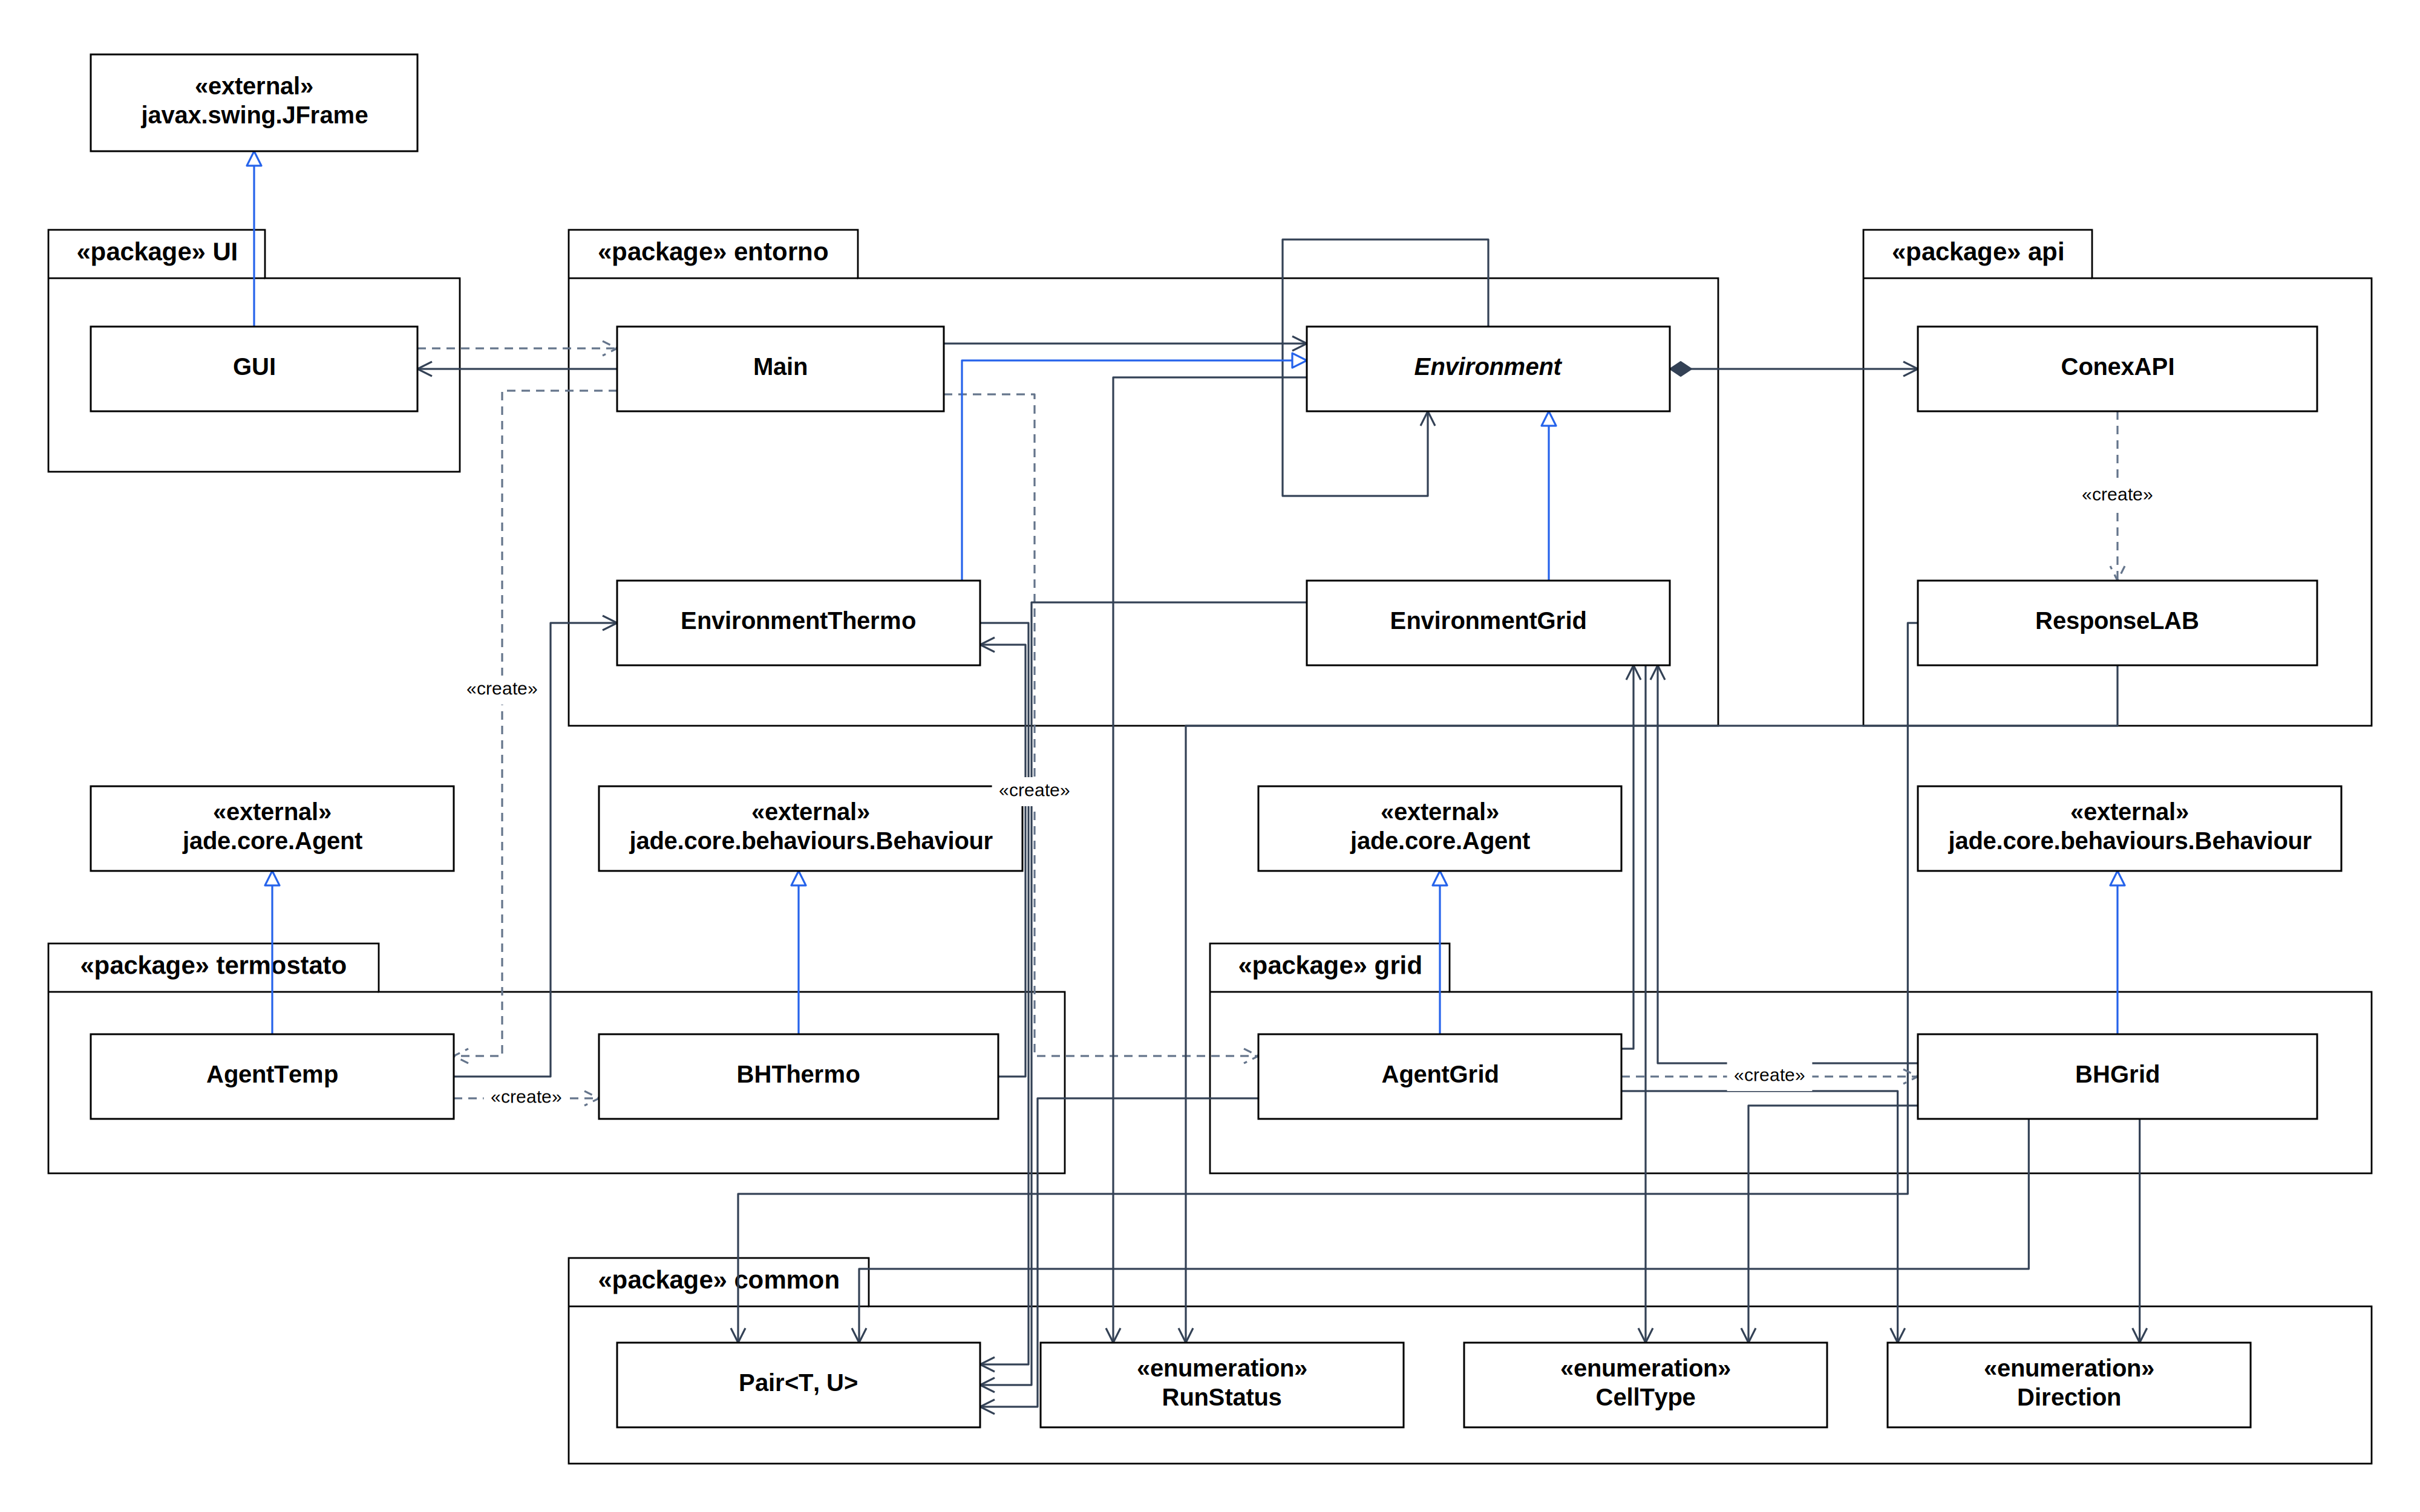 «external»
javax.swing.JFrame
«package» UI
«package» entorno
«package» api
GUI
Main
Environment
ConexAPI
«create»
EnvironmentThermo
EnvironmentGrid
ResponseLAB
«create»
«create»
«external»
jade.core.Agent
«external»
jade.core.behaviours.Behaviour
«external»
jade.core.Agent
«external»
jade.core.behaviours.Behaviour
«package» termostato
«package» grid
AgentTemp
«create»
BHThermo
AgentGrid
«create»
BHGrid
«package» common
Pair<T, U>
«enumeration»
RunStatus
«enumeration»
CellType
«enumeration»
Direction